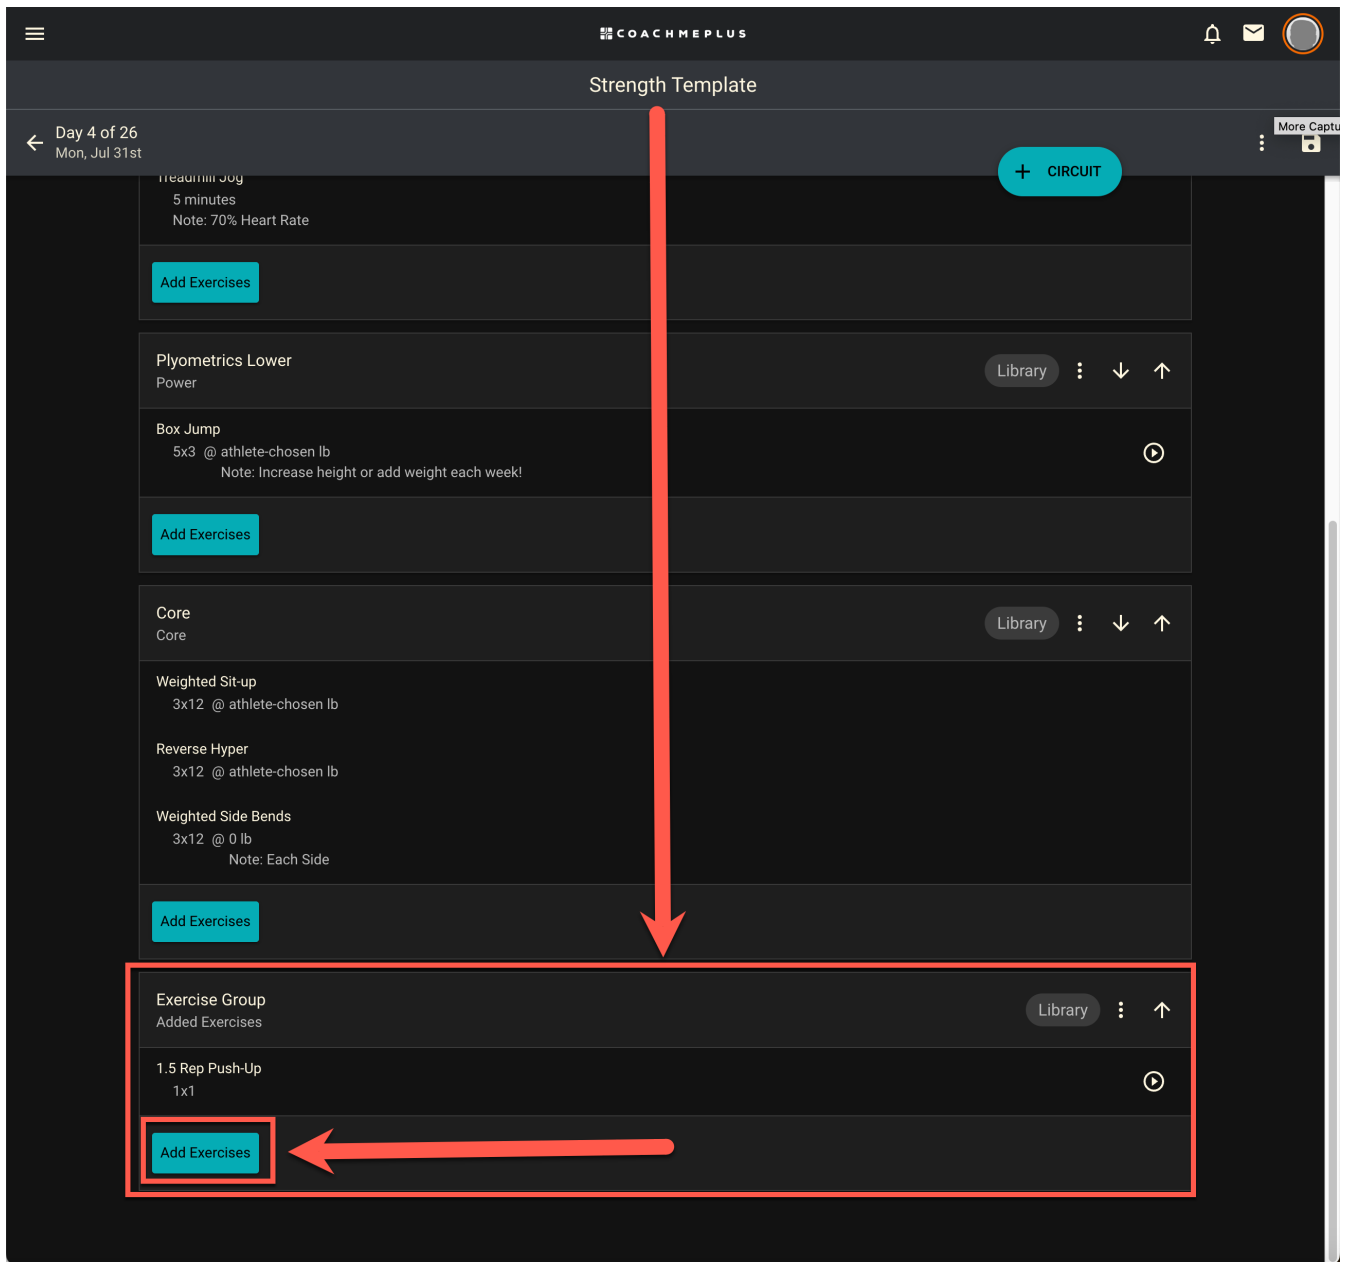 COACHMEPLUS
Strength Template
Day 4 of 26
Mon, Jul 31st
More Captu
+ CIRCUIT
Treadmill Jog
5 minutes
Note: 70% Heart Rate
Add Exercises
Plyometrics Lower
Power
Library
Box Jump
5x3 @ athlete-chosen lb
Note: Increase height or add weight each week!
Add Exercises
Core
Core
Library
Weighted Sit-up
3x12 @ athlete-chosen lb
Reverse Hyper
3x12 @ athlete-chosen lb
Weighted Side Bends
3x12 @ 0 lb
Note: Each Side
Add Exercises
Exercise Group
Added Exercises
Library
1.5 Rep Push-Up
1x1
Add Exercises